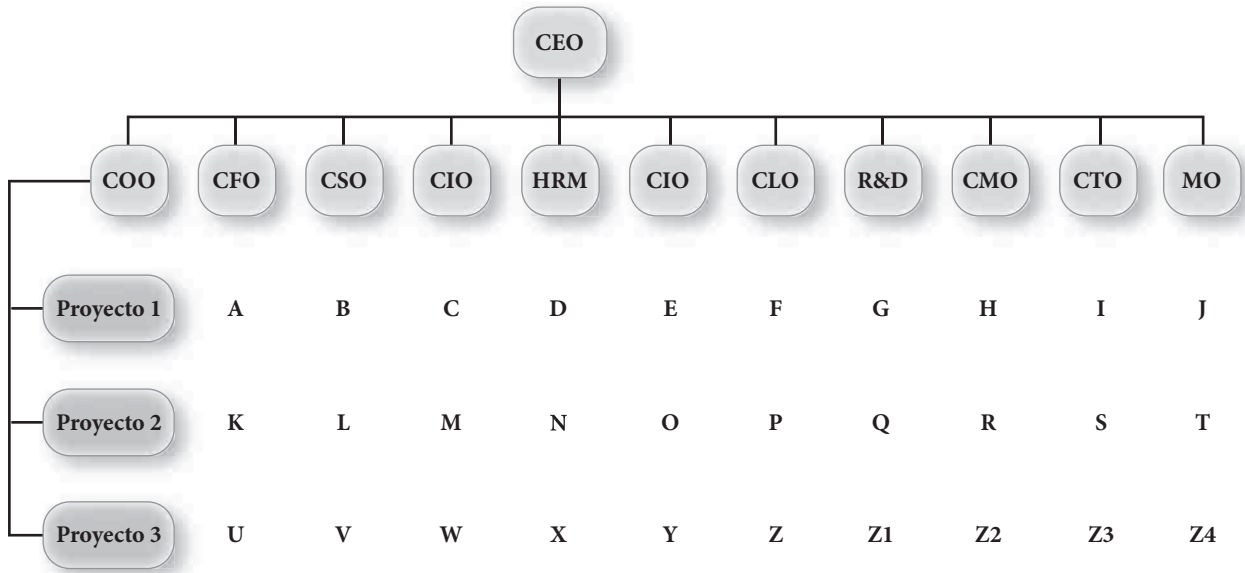 CEO
COO CFO CSO CIO HRM CIO CLO R&D CMO CTO MO
Proyecto 1 A B C D E F G H I J
Proyecto 2 K L M N O P Q R S T
Proyecto 3 U V W X Y Z Z1 Z2 Z3 Z4